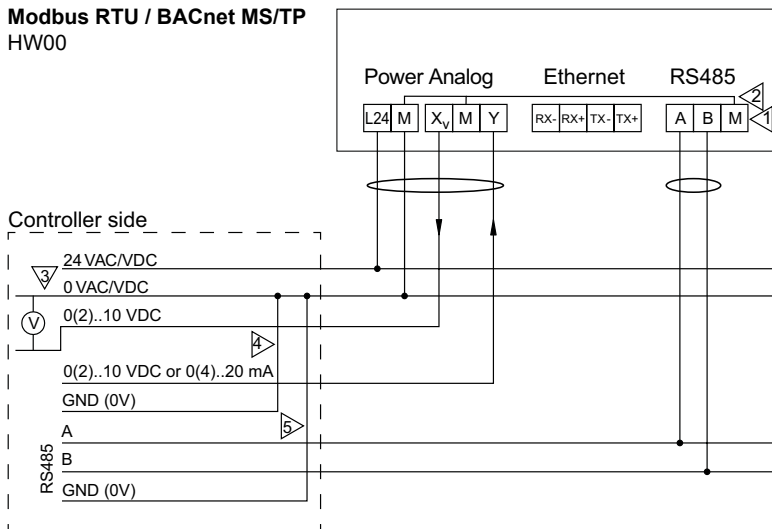 Modbus RTU / BACnet MS/TP
HW00
Power Analog Ethernet RS485
2
L24 M Xv M Y RX- RX+ TX- TX+ A B M 1
Controller side
24 VAC/VDC
3
0 VAC/VDC
V 0(2)..10 VDC
4
0(2)..10 VDC or 0(4)..20 mA
GND (0V)
5
A
RS485
B
GND (0V)